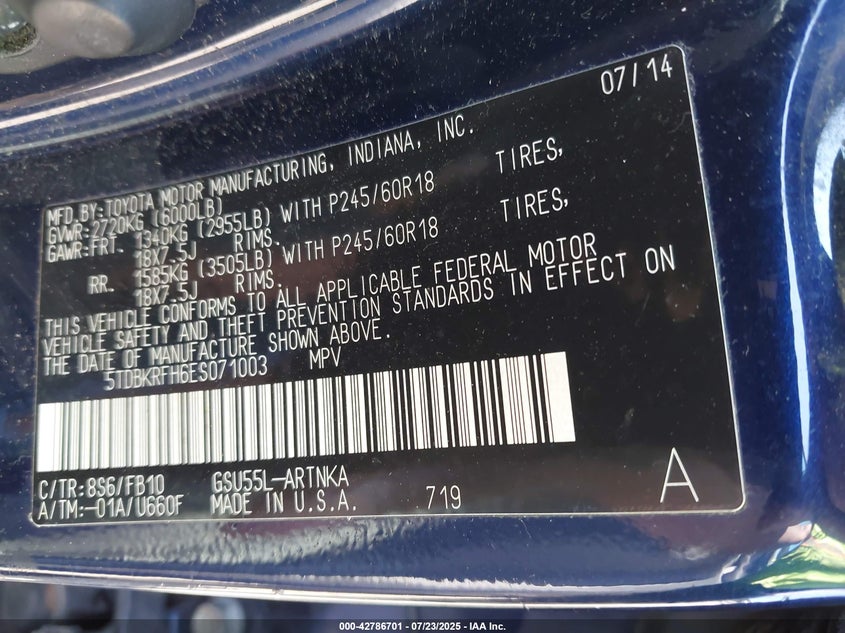 07/14
MFD.BY:TOYOTA MOTOR MANUFACTURING, INDIANA, INC.
GVWR:2720KG (6000LB)
GAWR:FRT. 1340KG (2955LB) WITH P245/60R18 TIRES,
18X7.5J RIMS.
RR. 1585KG (3505LB) WITH P245/60R18 TIRES,
18X7.5J RIMS.
THIS VEHICLE CONFORMS TO ALL APPLICABLE FEDERAL MOTOR
VEHICLE SAFETY AND THEFT PREVENTION STANDARDS IN EFFECT ON
THE DATE OF MANUFACTURE SHOWN ABOVE.
5TDBKRFH6ES071003 MPV
C/TR:8S6/FB10 GSU55L-ARTNKA
A/TM:-01A/U660F MADE IN U.S.A. 719 A
000-42786701 - 07/23/2025 - IAA Inc.